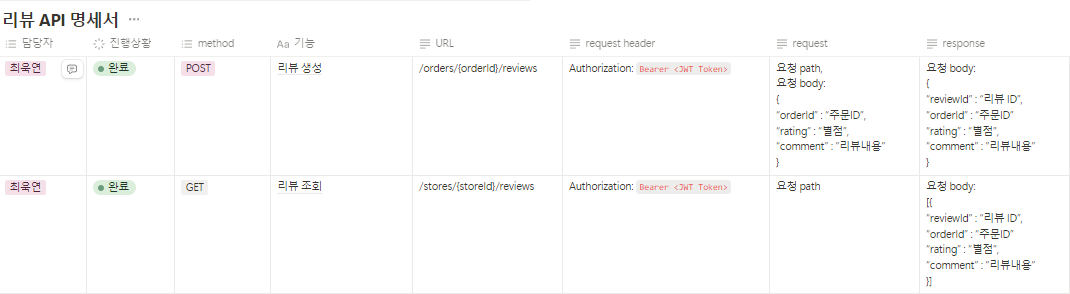 리뷰 API 명세서 ...
담당자 진행상황 method Aa 기능 URL request header request response
최욱연 완료 POST 리뷰 생성 /orders/{orderId}/reviews Authorization: Bearer <JWT Token> 요청 path, 요청 body:
요청 body: {
{ “reviewId” : “리뷰 ID”,
“orderId” : “주문ID”, “orderId” : “주문ID”
“rating” : “별점”, “rating” : “별점”,
“comment” : “리뷰내용” “comment” : “리뷰내용”
} }
최욱연 완료 GET 리뷰 조회 /stores/{storeId}/reviews Authorization: Bearer <JWT Token> 요청 path 요청 body:
[{
“reviewId” : “리뷰 ID”,
“orderId” : “주문ID”
“rating” : “별점”,
“comment” : “리뷰내용”
}]